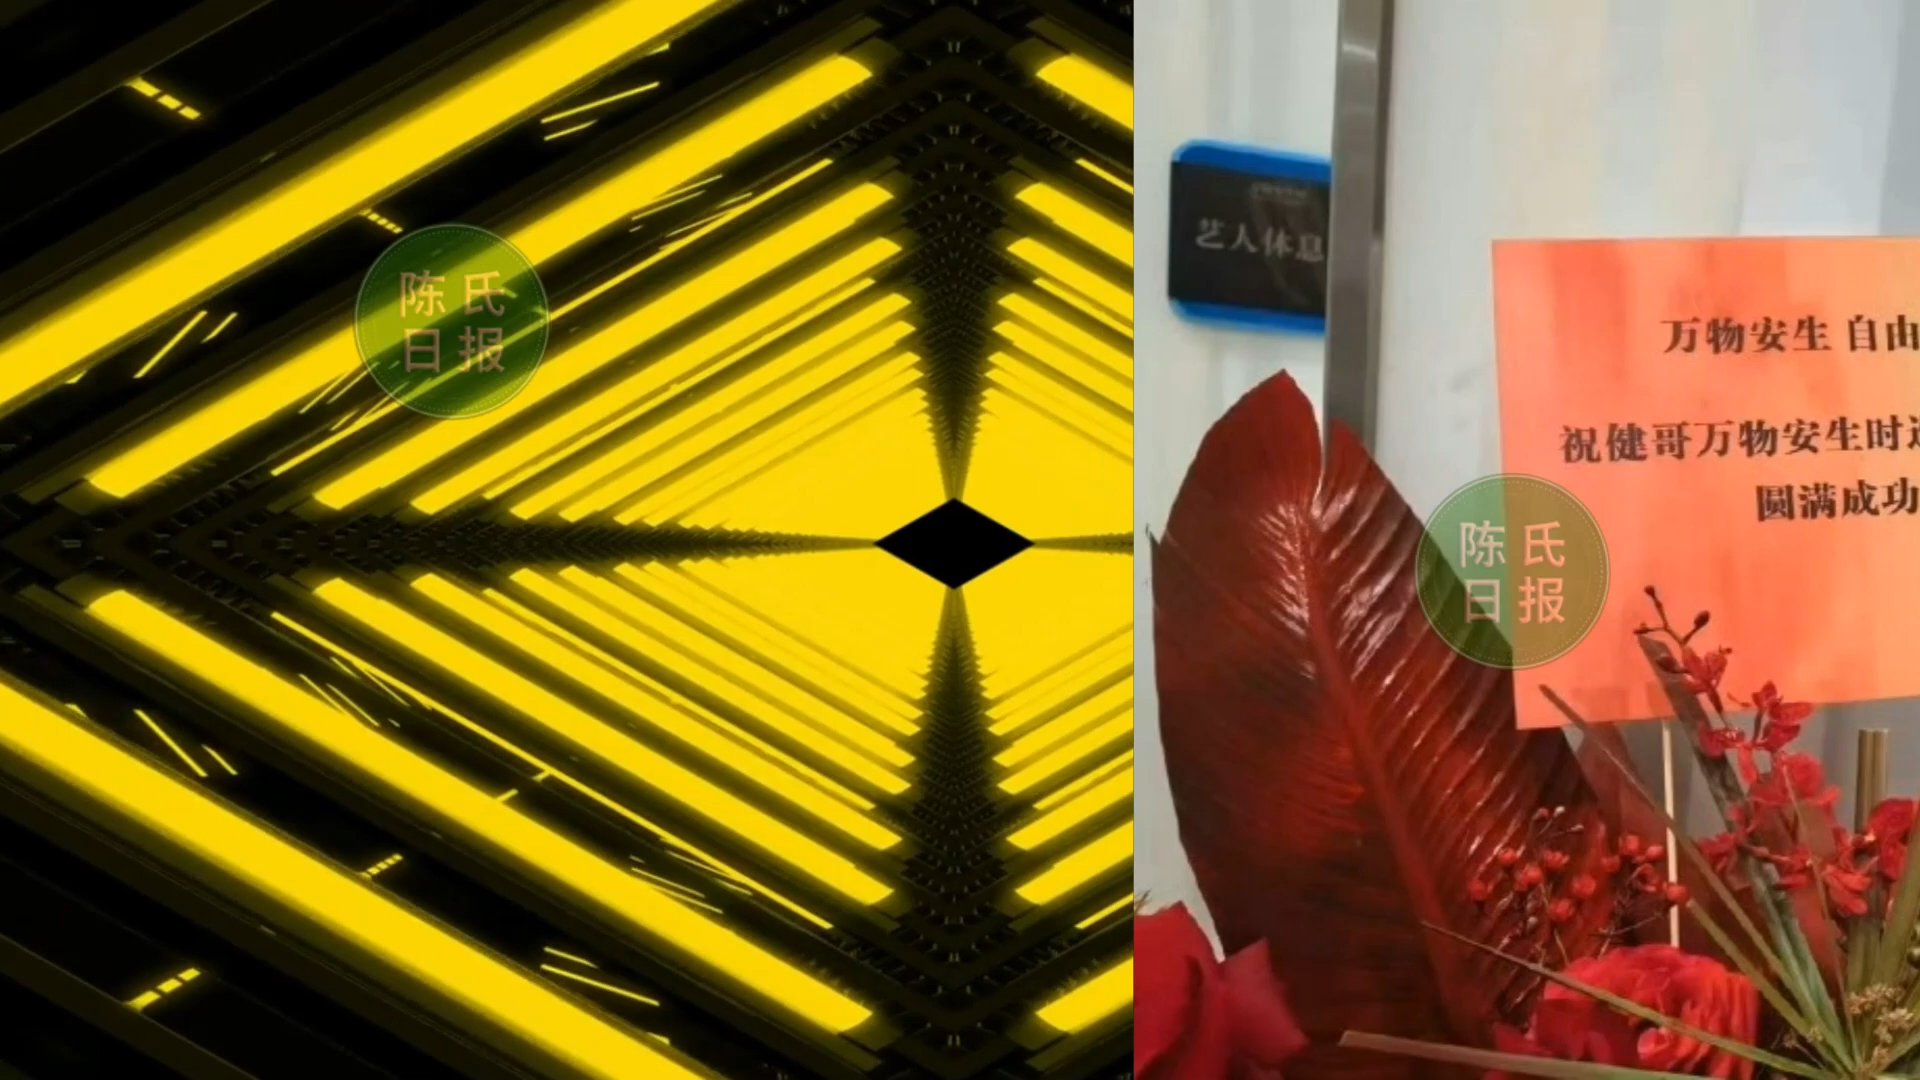 陈氏
日报
艺人休息
万物安生 自由
祝健哥万物安生时
圆满成功
陈氏
日报